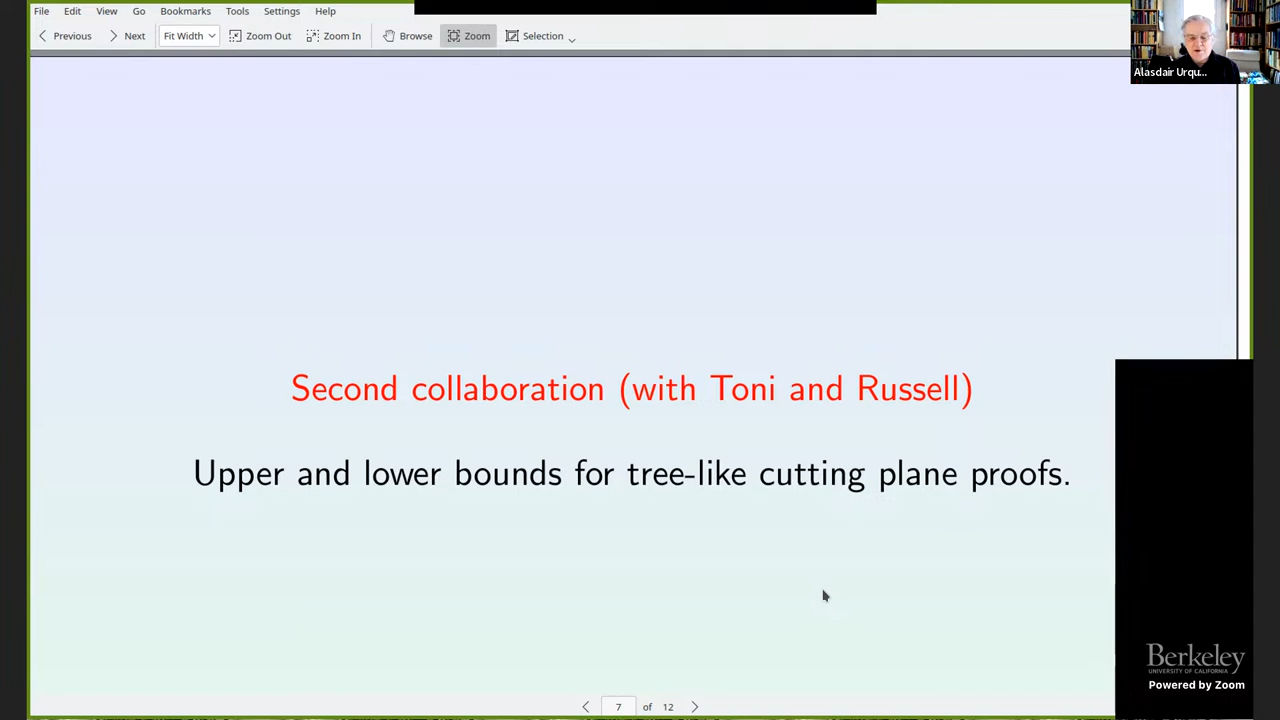 File Edit View Go Bookmarks Tools Settings Help
Previous Next Fit Width Zoom Out Zoom In Browse Zoom Selection
Alasdair Urqu...
Second collaboration (with Toni and Russell)
Upper and lower bounds for tree-like cutting plane proofs.
Berkeley
UNIVERSITY OF CALIFORNIA
Powered by Zoom
7 of 12